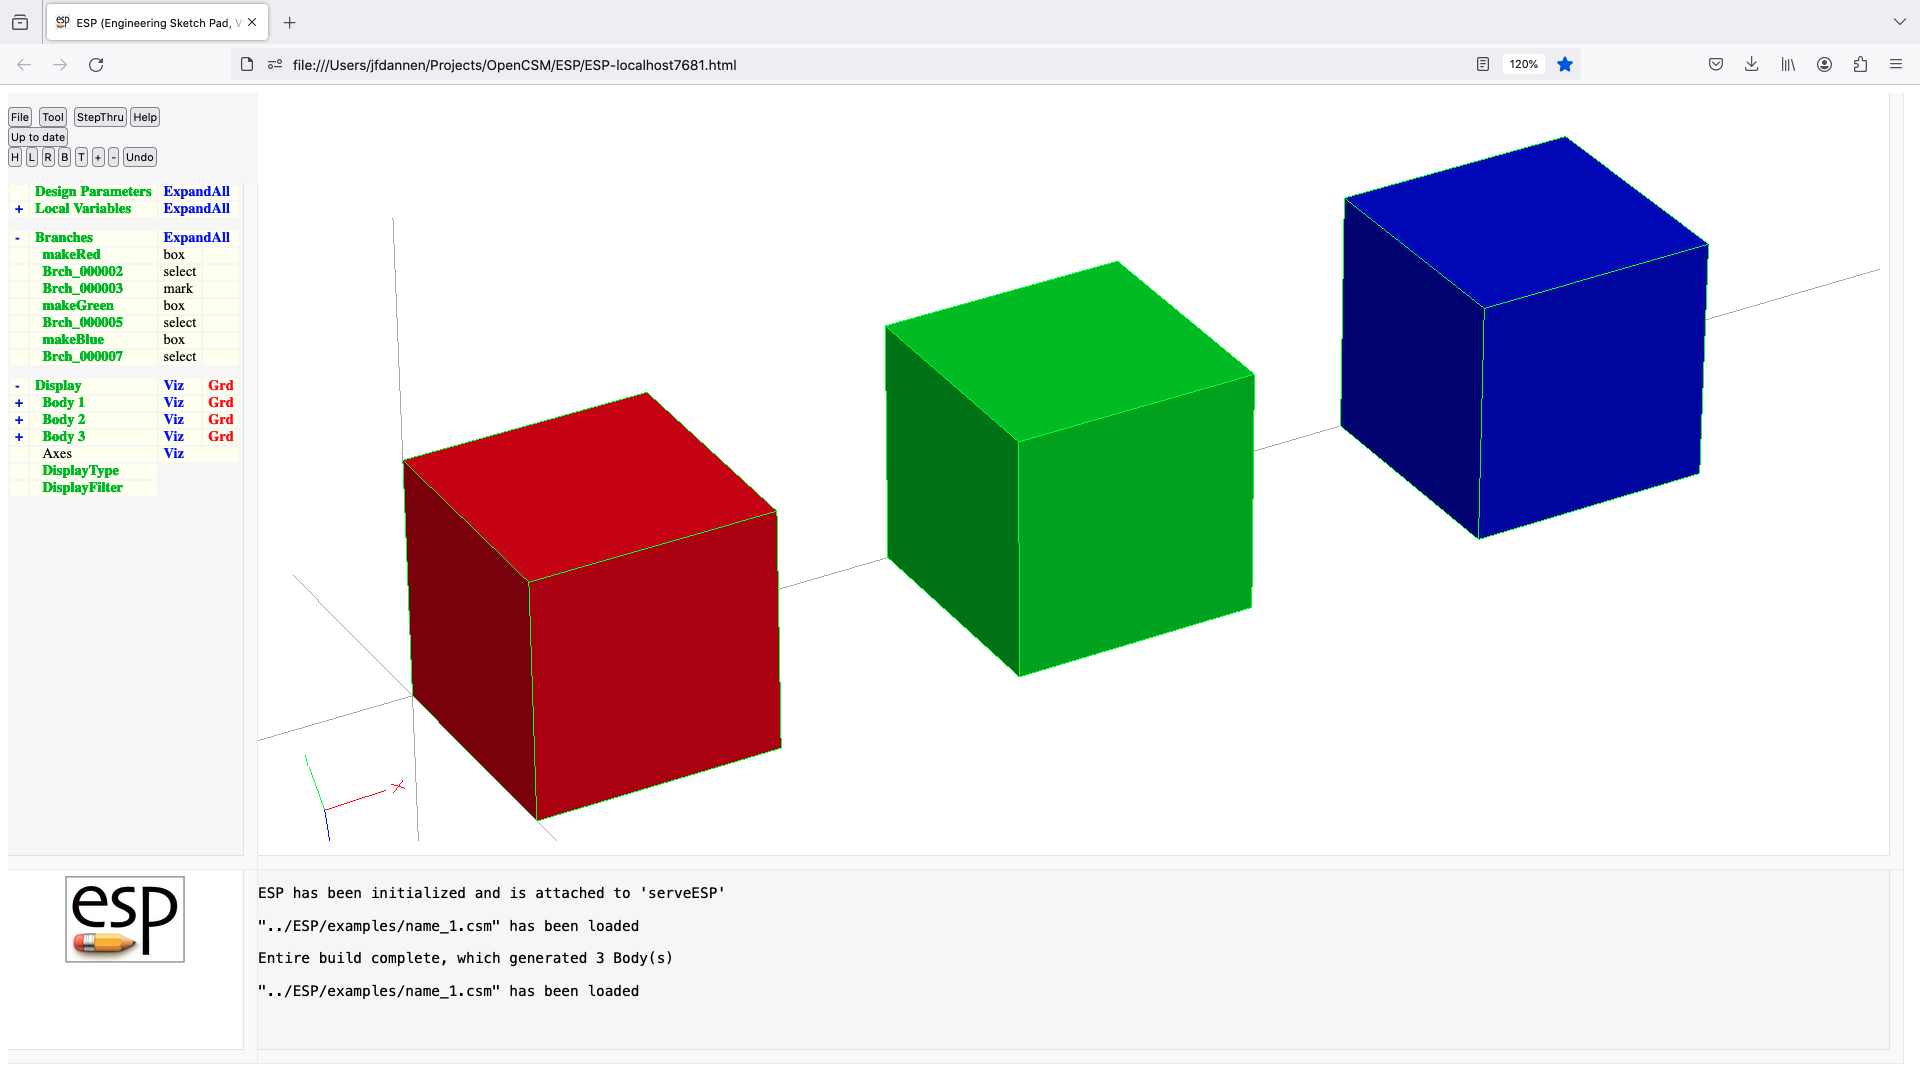 ESP (Engineering Sketch Pad, V
file:///Users/jfdannen/Projects/OpenCSM/ESP/ESP-localhost7681.html
120%
File Tool StepThru Help
Up to date
H L R B T + - Undo
Design Parameters ExpandAll
+ Local Variables ExpandAll
- Branches ExpandAll
makeRed box
Brch_000002 select
Brch_000003 mark
makeGreen box
Brch_000005 select
makeBlue box
Brch_000007 select
- Display Viz Grd
+ Body 1 Viz Grd
+ Body 2 Viz Grd
+ Body 3 Viz Grd
Axes Viz
DisplayType
DisplayFilter
X
esp
ESP has been initialized and is attached to 'serveESP'
"../ESP/examples/name_1.csm" has been loaded
Entire build complete, which generated 3 Body(s)
"../ESP/examples/name_1.csm" has been loaded